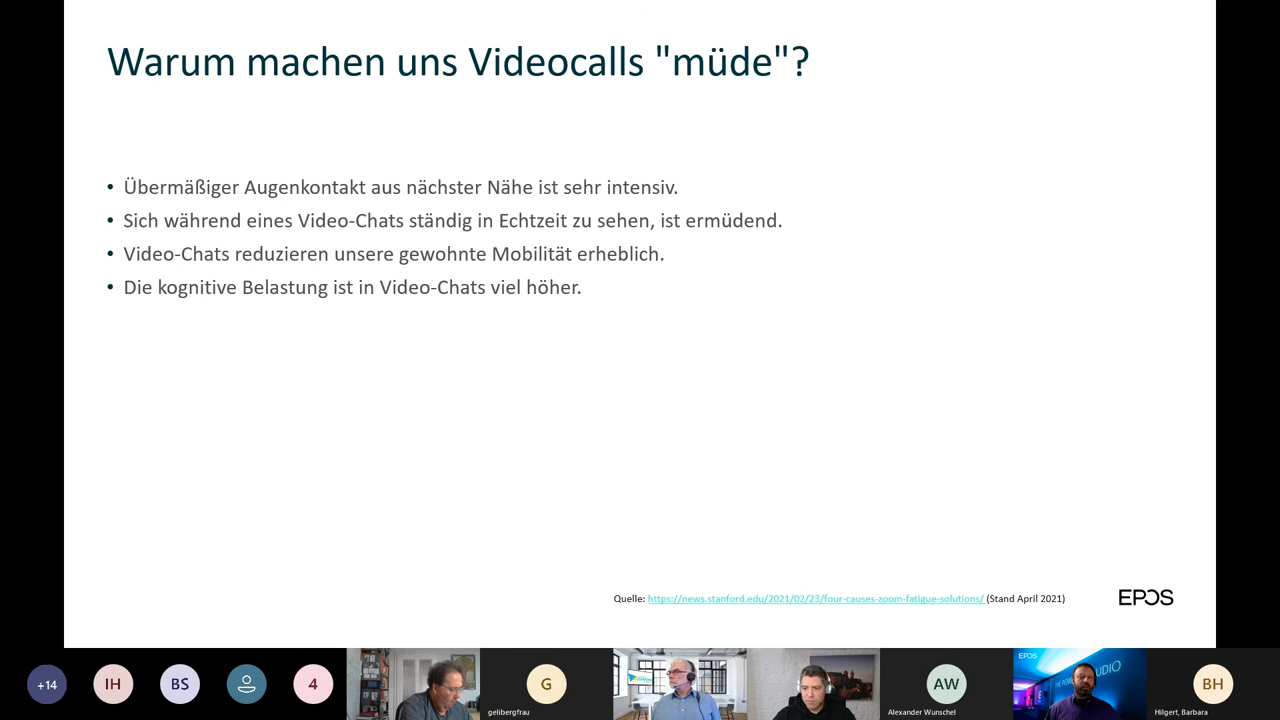 Warum machen uns Videocalls "müde"?
• Übermäßiger Augenkontakt aus nächster Nähe ist sehr intensiv.
• Sich während eines Video-Chats ständig in Echtzeit zu sehen, ist ermüdend.
• Video-Chats reduzieren unsere gewohnte Mobilität erheblich.
• Die kognitive Belastung ist in Video-Chats viel höher.
Quelle: https://news.stanford.edu/2021/02/23/four-causes-zoom-fatigue-solutions/ (Stand April 2021)
EPOS
+14
IH
BS
4
G
gelibergfrau
AW
Alexander Wunschel
EPOS
BH
Hilgert, Barbara